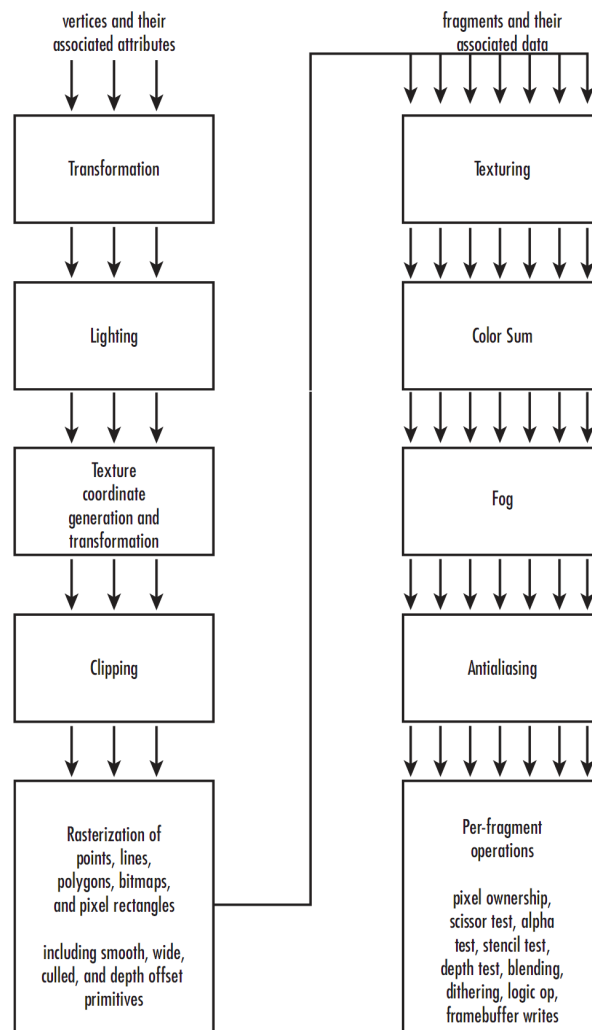 vertices and their
associated attributes
Transformation
Lighting
Texture
coordinate
generation and
transformation
Clipping
Rasterization of
points, lines,
polygons, bitmaps,
and pixel rectangles
including smooth, wide,
culled, and depth offset
primitives
fragments and their
associated data
Texturing
Color Sum
Fog
Antialiasing
Per-fragment
operations
pixel ownership,
scissor test, alpha
test, stencil test,
depth test, blending,
dithering, logic op,
framebuffer writes